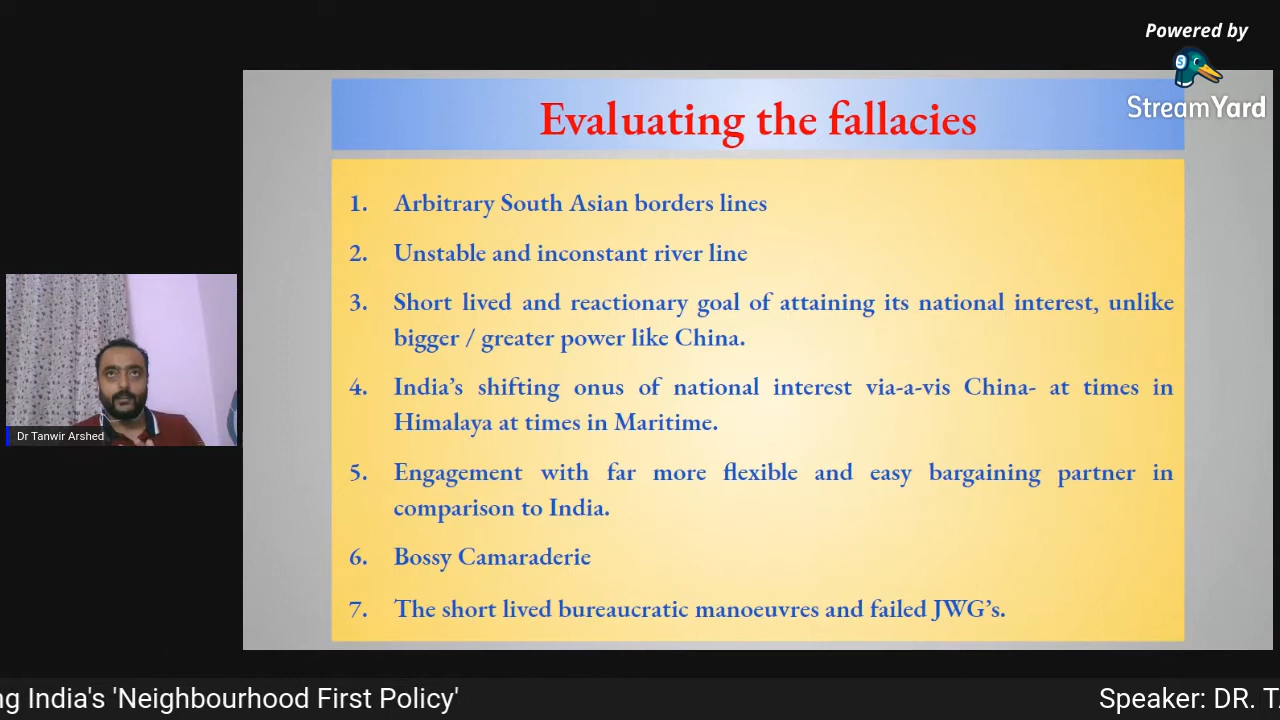 Powered by
StreamYard
Evaluating the fallacies
1. Arbitrary South Asian borders lines
2. Unstable and inconstant river line
3. Short lived and reactionary goal of attaining its national interest, unlike
bigger / greater power like China.
4. India's shifting onus of national interest via-a-vis China- at times in
Himalaya at times in Maritime.
5. Engagement with far more flexible and easy bargaining partner in
comparison to India.
6. Bossy Camaraderie
7. The short lived bureaucratic manoeuvres and failed JWG's.
Dr Tanwir Arshed
ng India's 'Neighbourhood First Policy'
Speaker: DR. T